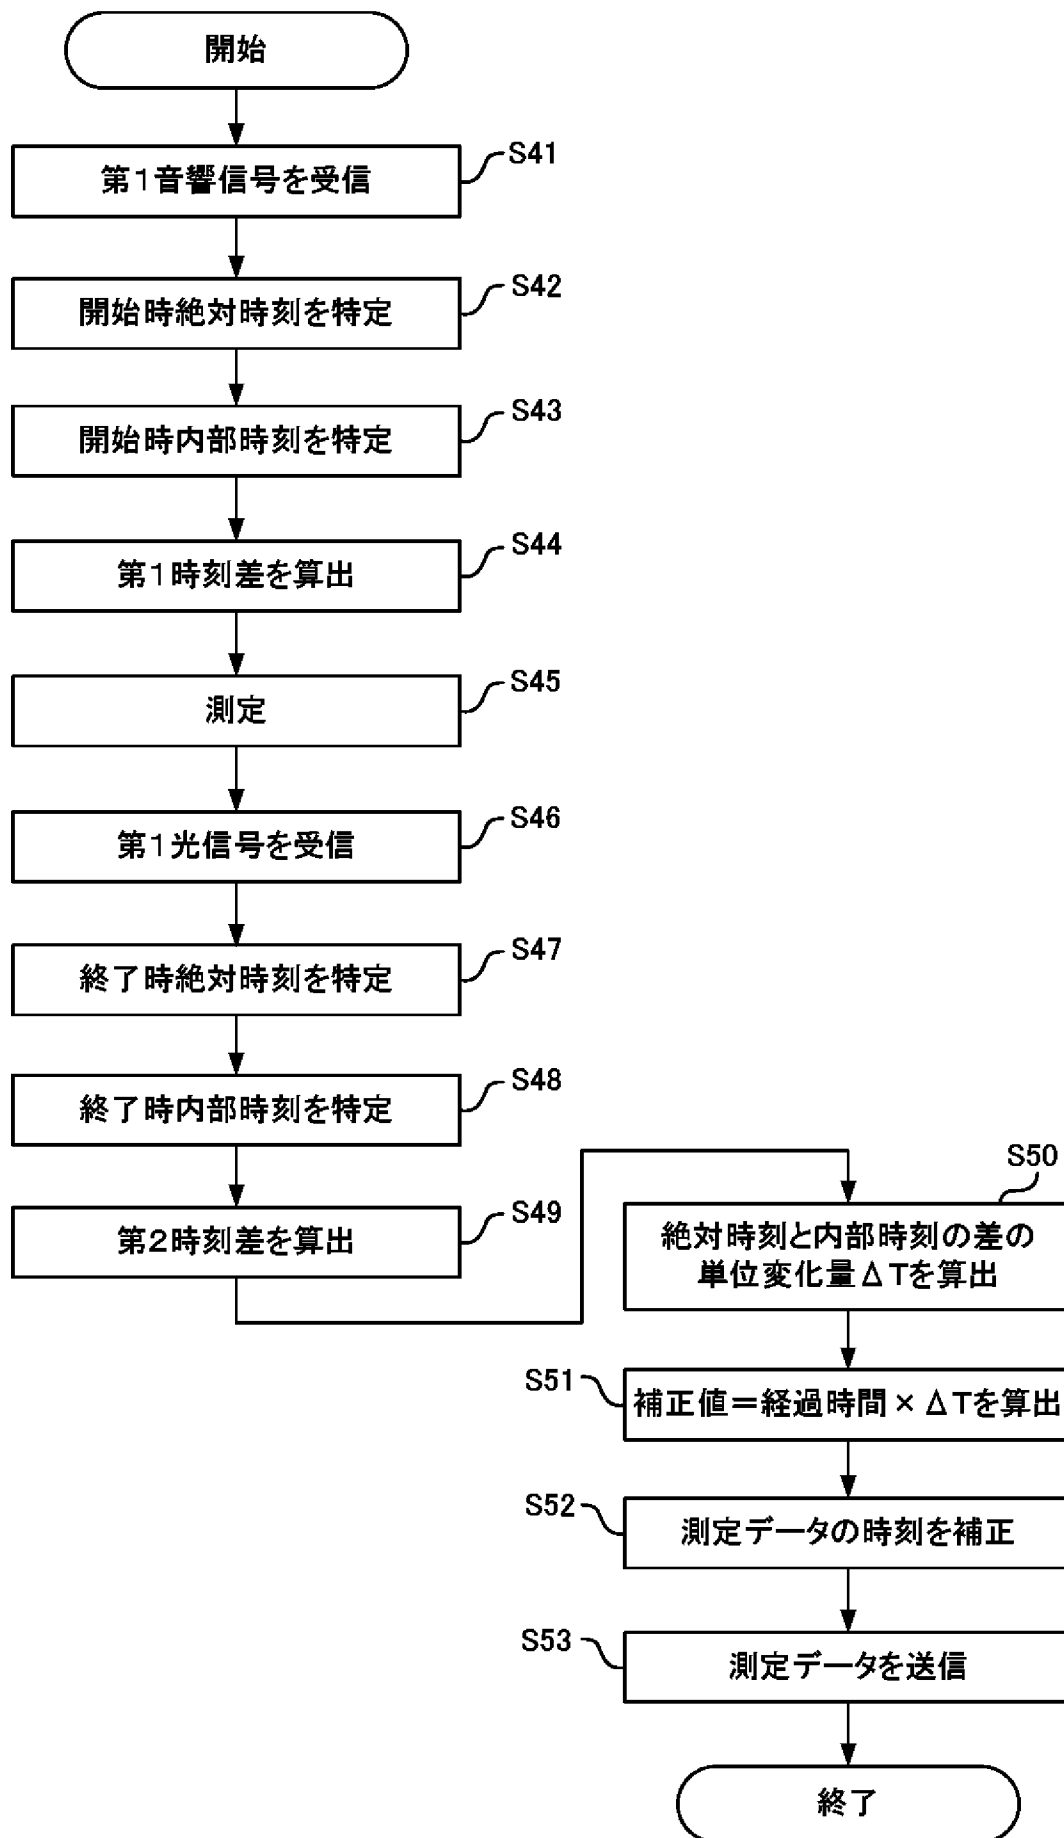 開始
S41
第1音響信号を受信
S42
開始時絶対時刻を特定
S43
開始時内部時刻を特定
S44
第1時刻差を算出
S45
測定
S46
第1光信号を受信
S47
終了時絶対時刻を特定
S48
終了時内部時刻を特定
S49
第2時刻差を算出
S50
絶対時刻と内部時刻の差の
単位変化量ΔTを算出
S51
補正値＝経過時間×ΔTを算出
S52
測定データの時刻を補正
S53
測定データを送信
終了